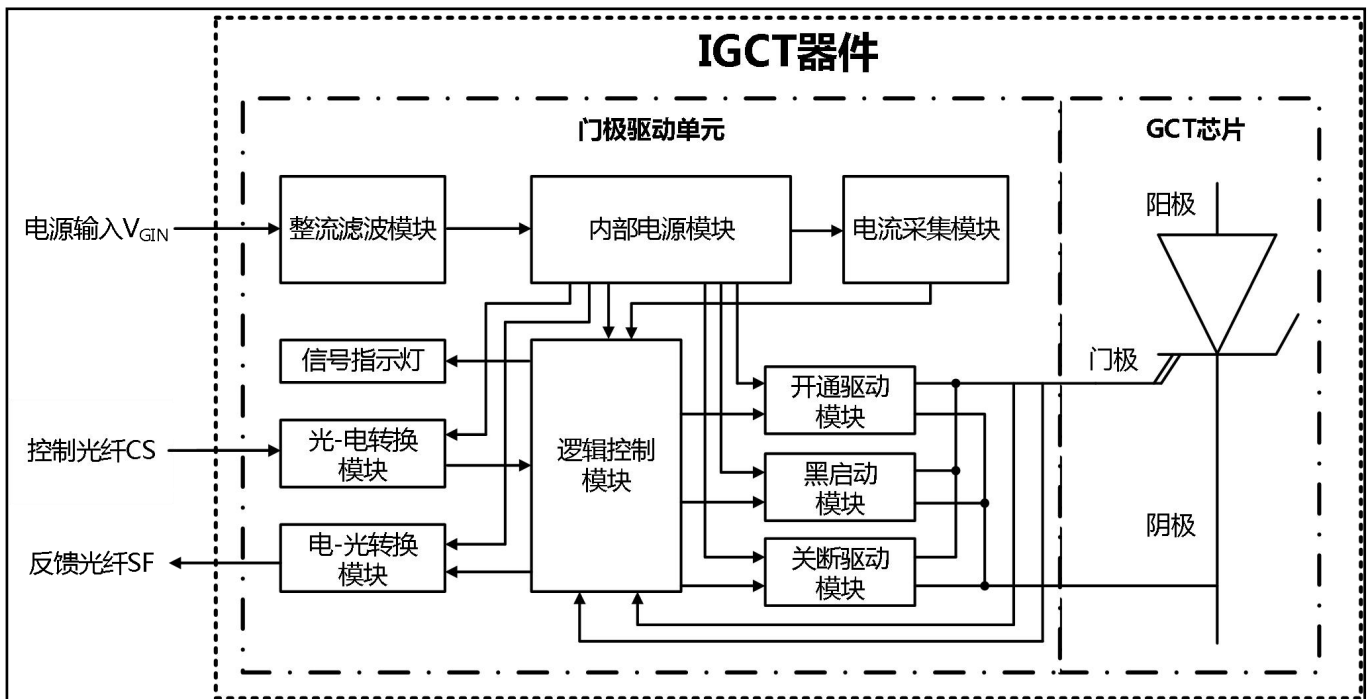 IGCT器件
门极驱动单元
GCT芯片
电源输入VGIN
整流滤波模块
内部电源模块
电流采集模块
阳极
信号指示灯
门极
开通驱动
模块
控制光纤CS
光-电转换
模块
逻辑控制
模块
黑启动
模块
阴极
反馈光纤SF
电-光转换
模块
关断驱动
模块